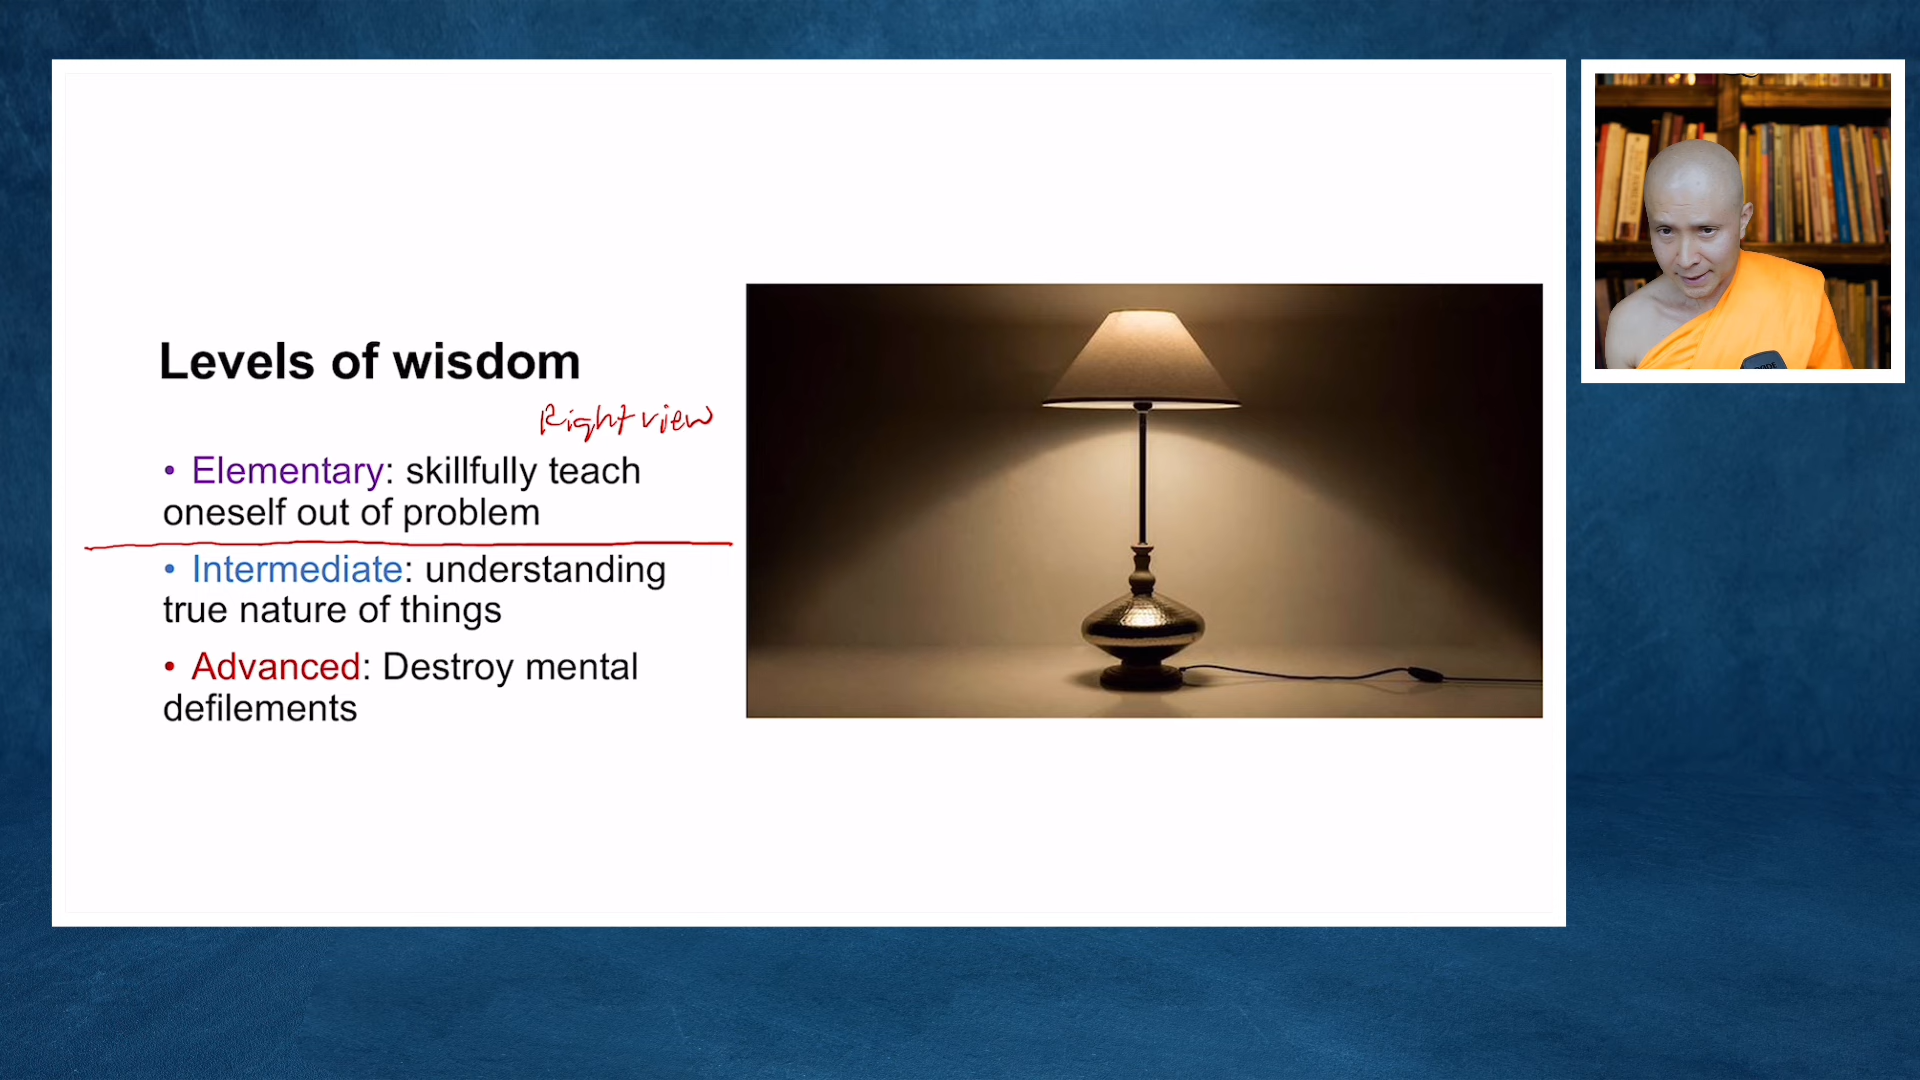 Levels of wisdom
Right view
• Elementary: skillfully teach
oneself out of problem
• Intermediate: understanding
true nature of things
• Advanced: Destroy mental
defilements